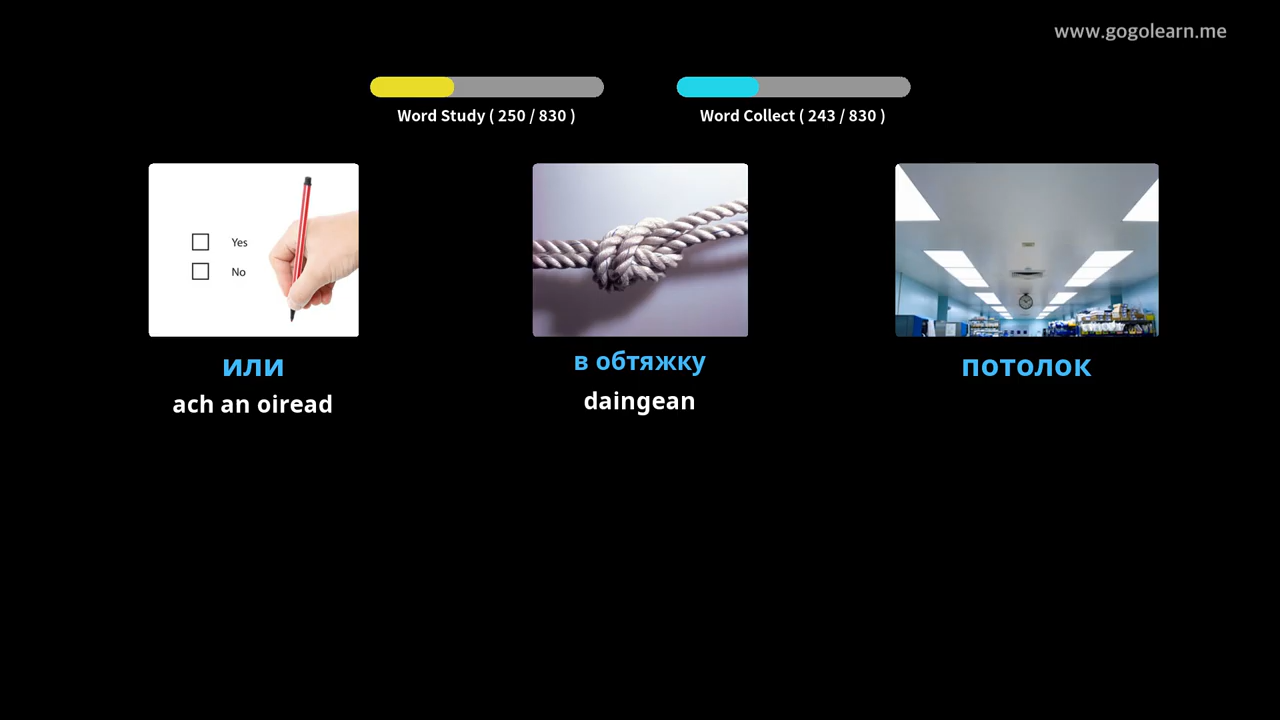 www.gogolearn.me
Word Study ( 250 / 830 )
Word Collect ( 243 / 830 )
Yes
No
или
ach an oiread
в обтяжку
daingean
потолок